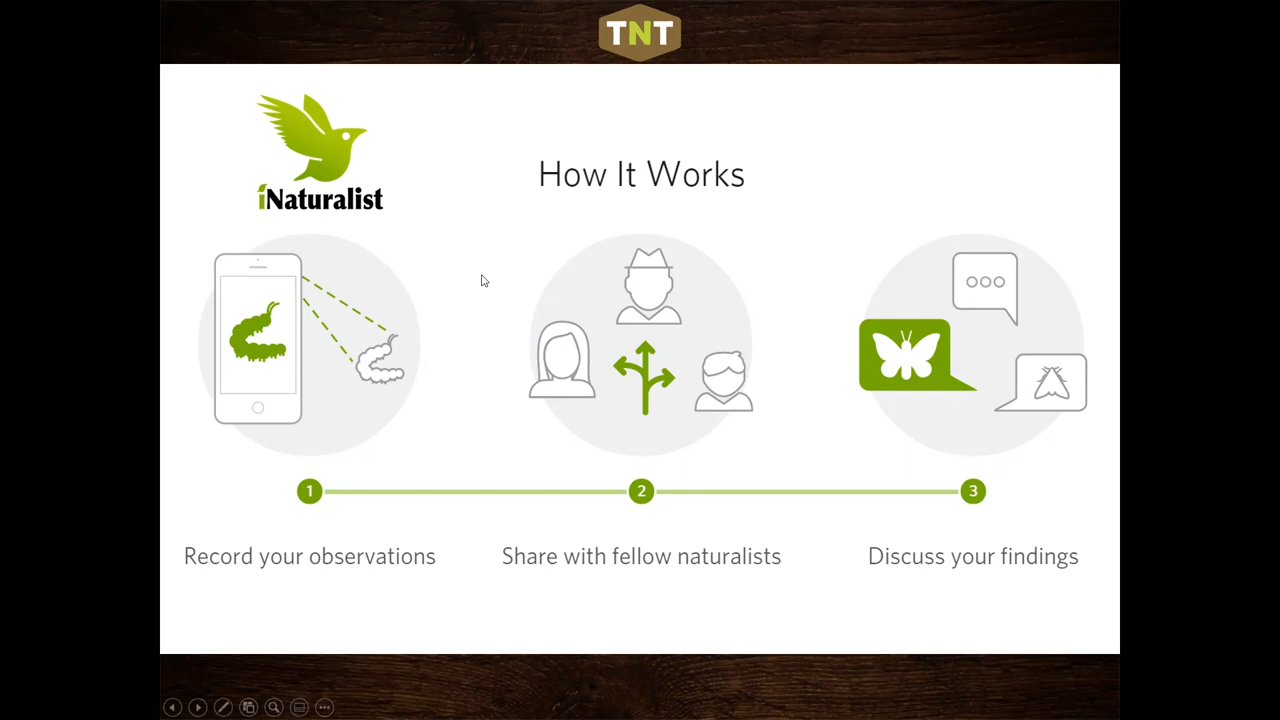 TNT
iNaturalist
How It Works
1
2
3
Record your observations
Share with fellow naturalists
Discuss your findings